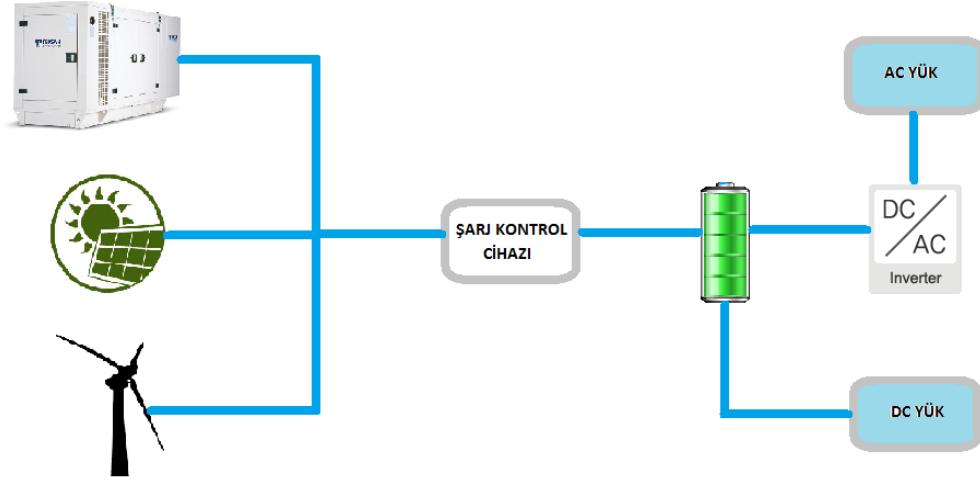 AC YÜK
DC
AC
Inverter
ŞARJ KONTROL
CİHAZI
DC YÜK